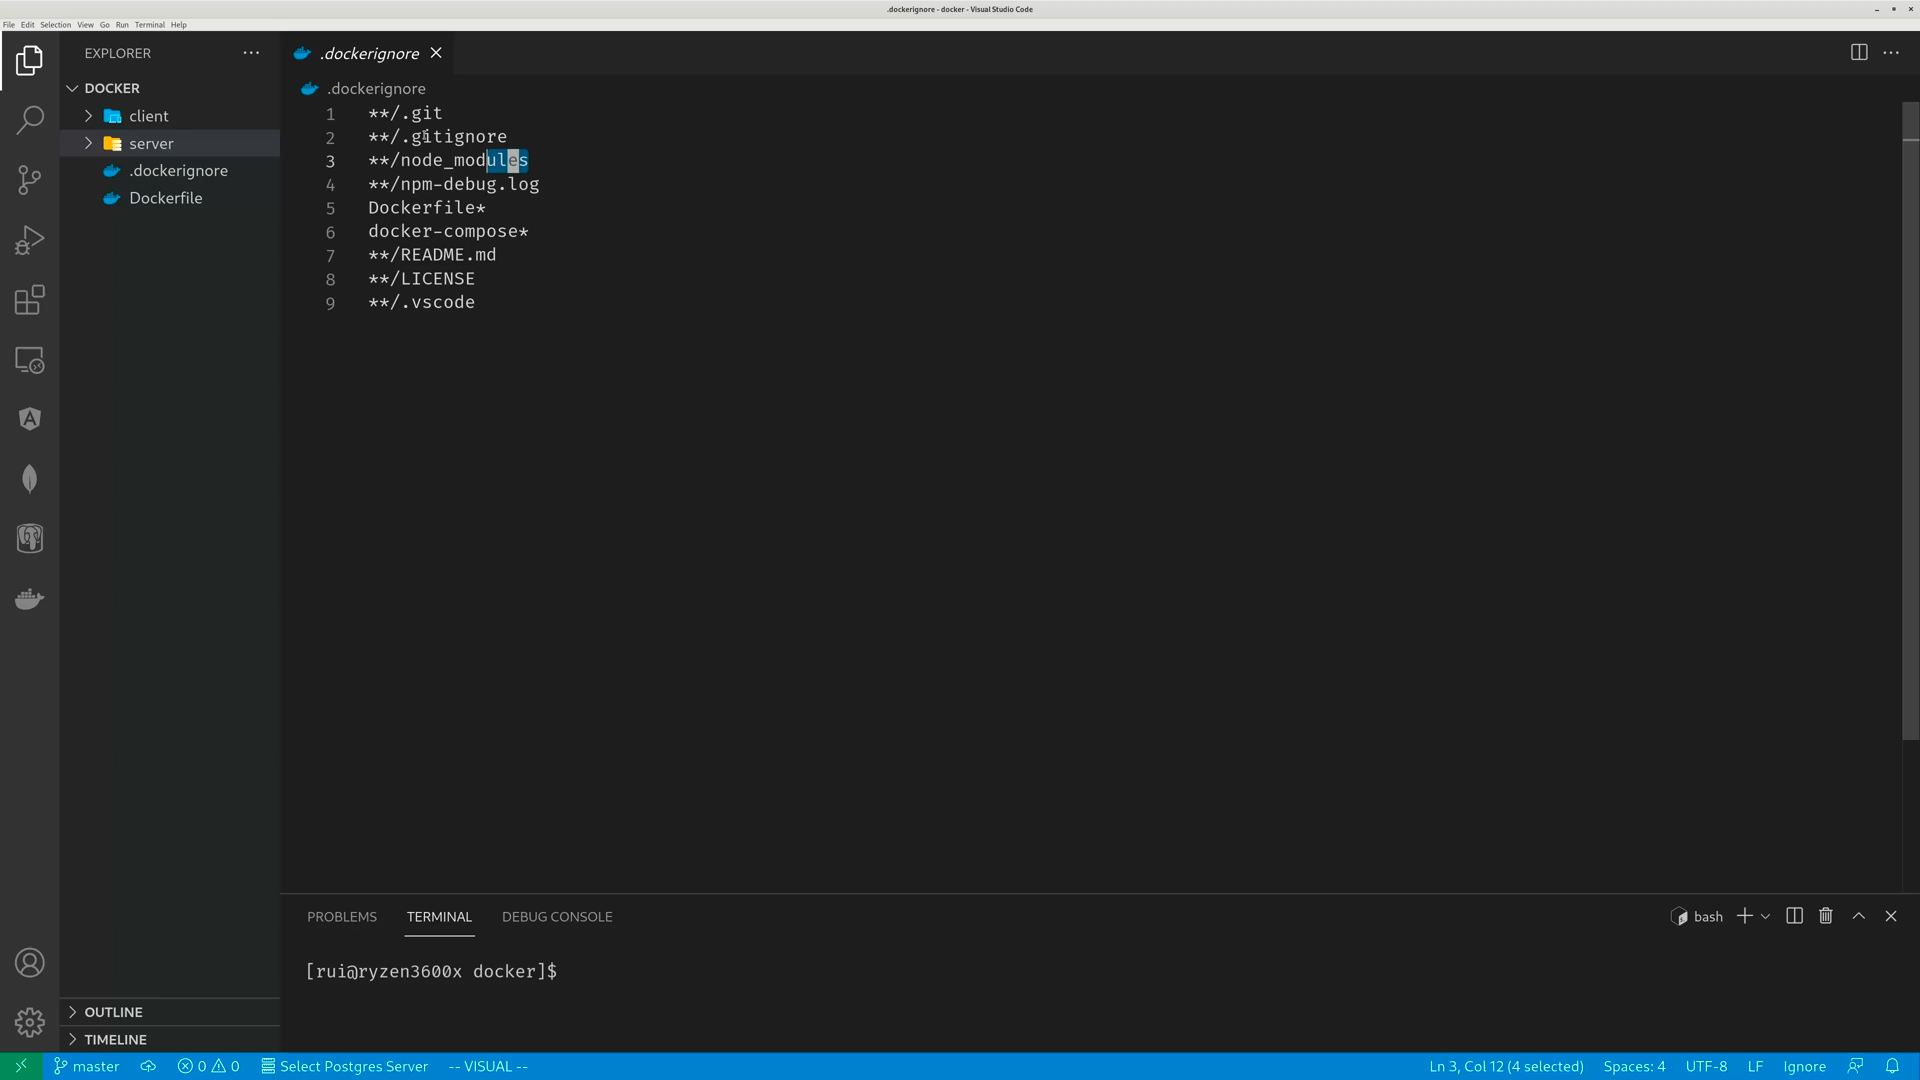 .dockerignore - docker - Visual Studio Code
File Edit Selection View Go Run Terminal Help
EXPLORER
.dockerignore
DOCKER
client
server
.dockerignore
Dockerfile
.dockerignore
1 **/.git
2 **/.gitignore
3 **/node_modules
4 **/npm-debug.log
5 Dockerfile*
6 docker-compose*
7 **/README.md
8 **/LICENSE
9 **/.vscode
PROBLEMS TERMINAL DEBUG CONSOLE
bash
[rui@ryzen3600x docker]$
OUTLINE
TIMELINE
master 0 0 Select Postgres Server -- VISUAL -- Ln 3, Col 12 (4 selected) Spaces: 4 UTF-8 LF Ignore